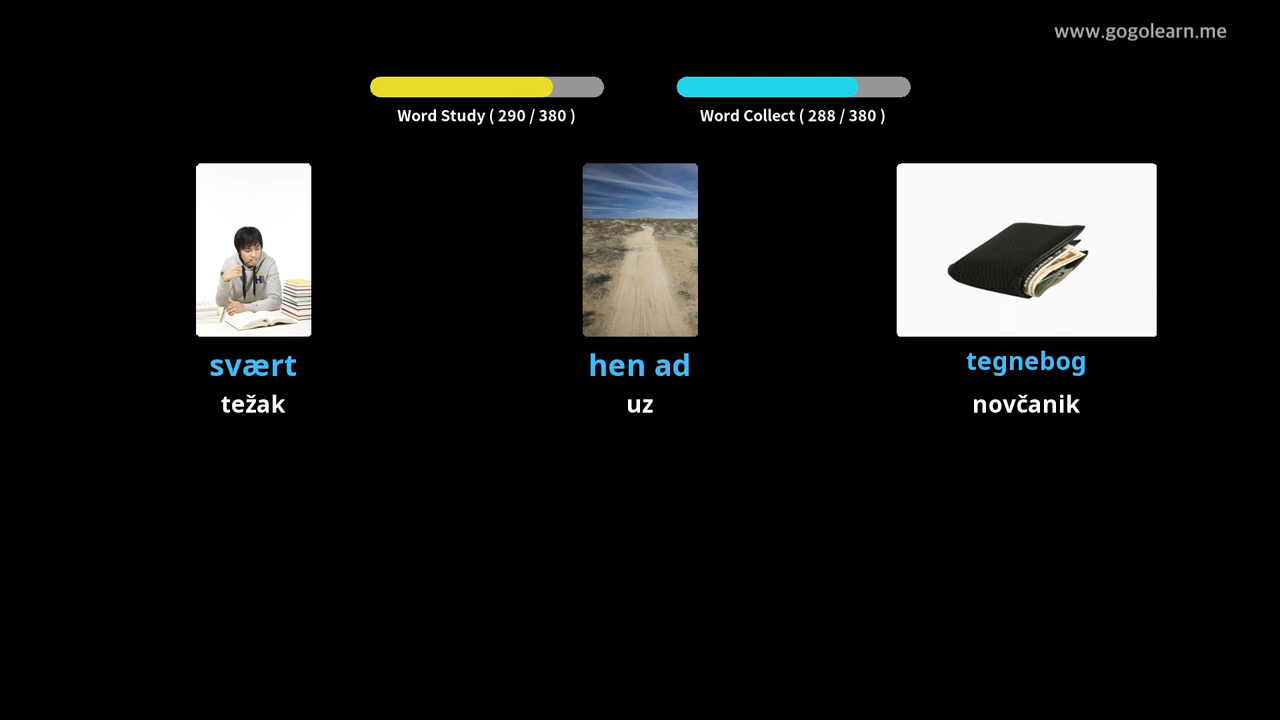 www.gogolearn.me
Word Study ( 290 / 380 )
Word Collect ( 288 / 380 )
svært
hen ad
tegnebog
težak
uz
novčanik